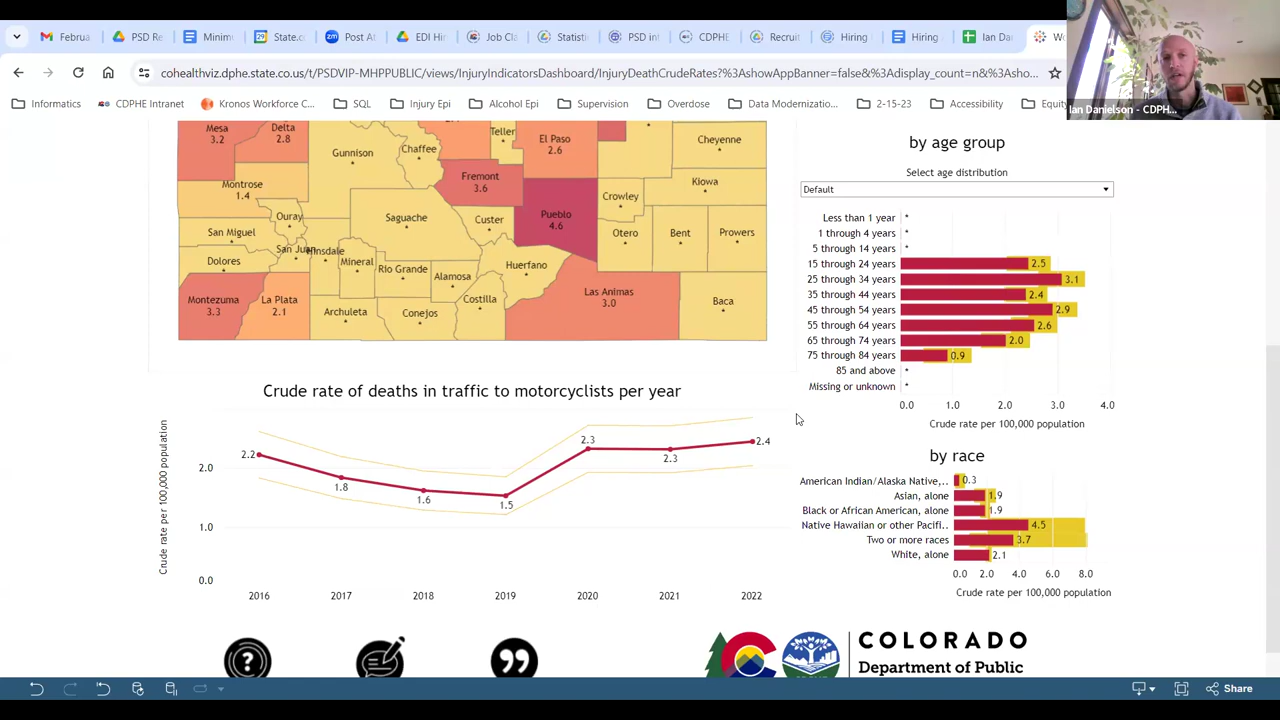 Februa
PSD Re
Minim
State.c
Post A
EDI Hi
Job Cl
Statist
PSD in
CDPHE
Recruit
Hiring
Hiring
Ian Da
W
cohealthviz.dphe.state.co.us/t/PSDVIP-MHPPUBLIC/views/InjuryIndicatorsDashboard/InjuryDeathCrudeRates?%3AshowAppBanner=false&%3Adisplay_count=n&%3Asho...
Informatics
CDPHE Intranet
Kronos Workforce C...
SQL
Injury Epi
Alcohol Epi
Supervision
Overdose
Data Modernizatio...
2-15-23
Accessibility
Equity
Ian Danielson - CDPH...
Mesa
3.2
Delta
2.8
Gunnison
Chaffee
Teller
El Paso
2.6
Cheyenne
Montrose
1.4
Fremont
3.6
Crowley
Kiowa
Ouray
Saguache
Custer
Pueblo
4.6
San Miguel
Otero
Bent
Prowers
San Juan
Hinsdale
Dolores
Mineral
Rio Grande
Alamosa
Huerfano
Montezuma
3.3
La Plata
2.1
Archuleta
Conejos
Costilla
Las Animas
3.0
Baca
by age group
Select age distribution
Default
Less than 1 year *
1 through 4 years *
5 through 14 years *
15 through 24 years 2.5
25 through 34 years 3.1
35 through 44 years 2.4
45 through 54 years 2.9
55 through 64 years 2.6
65 through 74 years 2.0
75 through 84 years 0.9
85 and above *
Missing or unknown *
0.0 1.0 2.0 3.0 4.0
Crude rate per 100,000 population
Crude rate of deaths in traffic to motorcyclists per year
Crude rate per 100,000 population
2.0
1.0
0.0
2.2
1.8
1.6
1.5
2.3
2.3
2.4
2016 2017 2018 2019 2020 2021 2022
by race
American Indian/Alaska Native,.. 0.3
Asian, alone 1.9
Black or African American, alone 1.9
Native Hawaiian or other Pacifi.. 4.5
Two or more races 3.7
White, alone 2.1
0.0 2.0 4.0 6.0 8.0
Crude rate per 100,000 population
COLORADO
Department of Public
Share